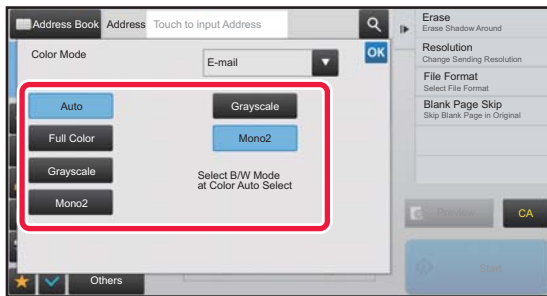 Address Book Address Touch to input Address
Color Mode
E-mail
OK
Auto
Full Color
Grayscale
Mono2
Grayscale
Mono2
Select B/W Mode
at Color Auto Select
Others
Erase
Erase Shadow Around
Resolution
Change Sending Resolution
File Format
Select File Format
Blank Page Skip
Skip Blank Page in Original
Preview
CA
Start